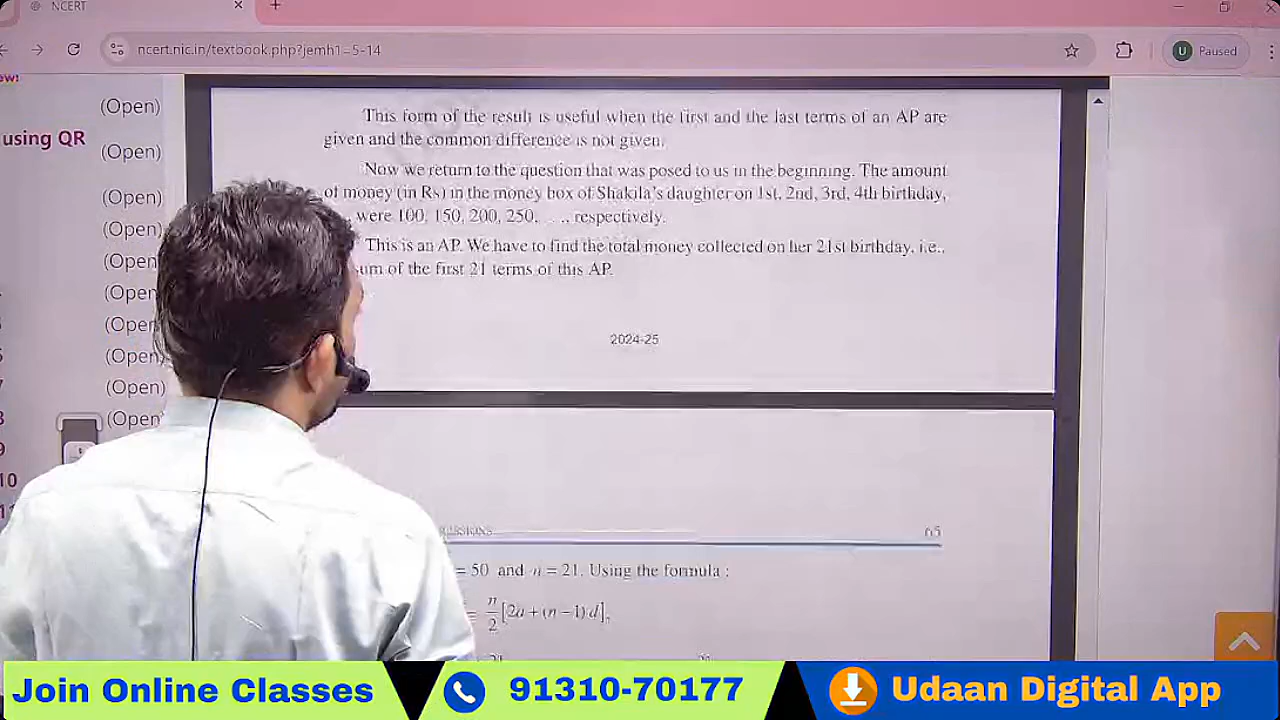 NCERT
ncert.nic.in/textbook.php?jemh1=5-14
U Paused
(Open)
using QR
(Open)
(Open)
(Open)
(Open)
(Open
(Open
(Open
(Open)
(Open
9
10
This form of the result is useful when the first and the last terms of an AP are
given and the common difference is not given.
Now we return to the question that was posed to us in the beginning. The amount
of money (in Rs) in the money box of Shakila's daughter on 1st, 2nd, 3rd, 4th birthday,
were 100, 150, 200, 250, . . ., respectively.
This is an AP. We have to find the total money collected on her 21st birthday, i.e.,
sum of the first 21 terms of this AP.
2024-25
65
= 50 and n = 21. Using the formula :
= n/2 [2a + (n − 1) d],
Join Online Classes
91310-70177
Udaan Digital App